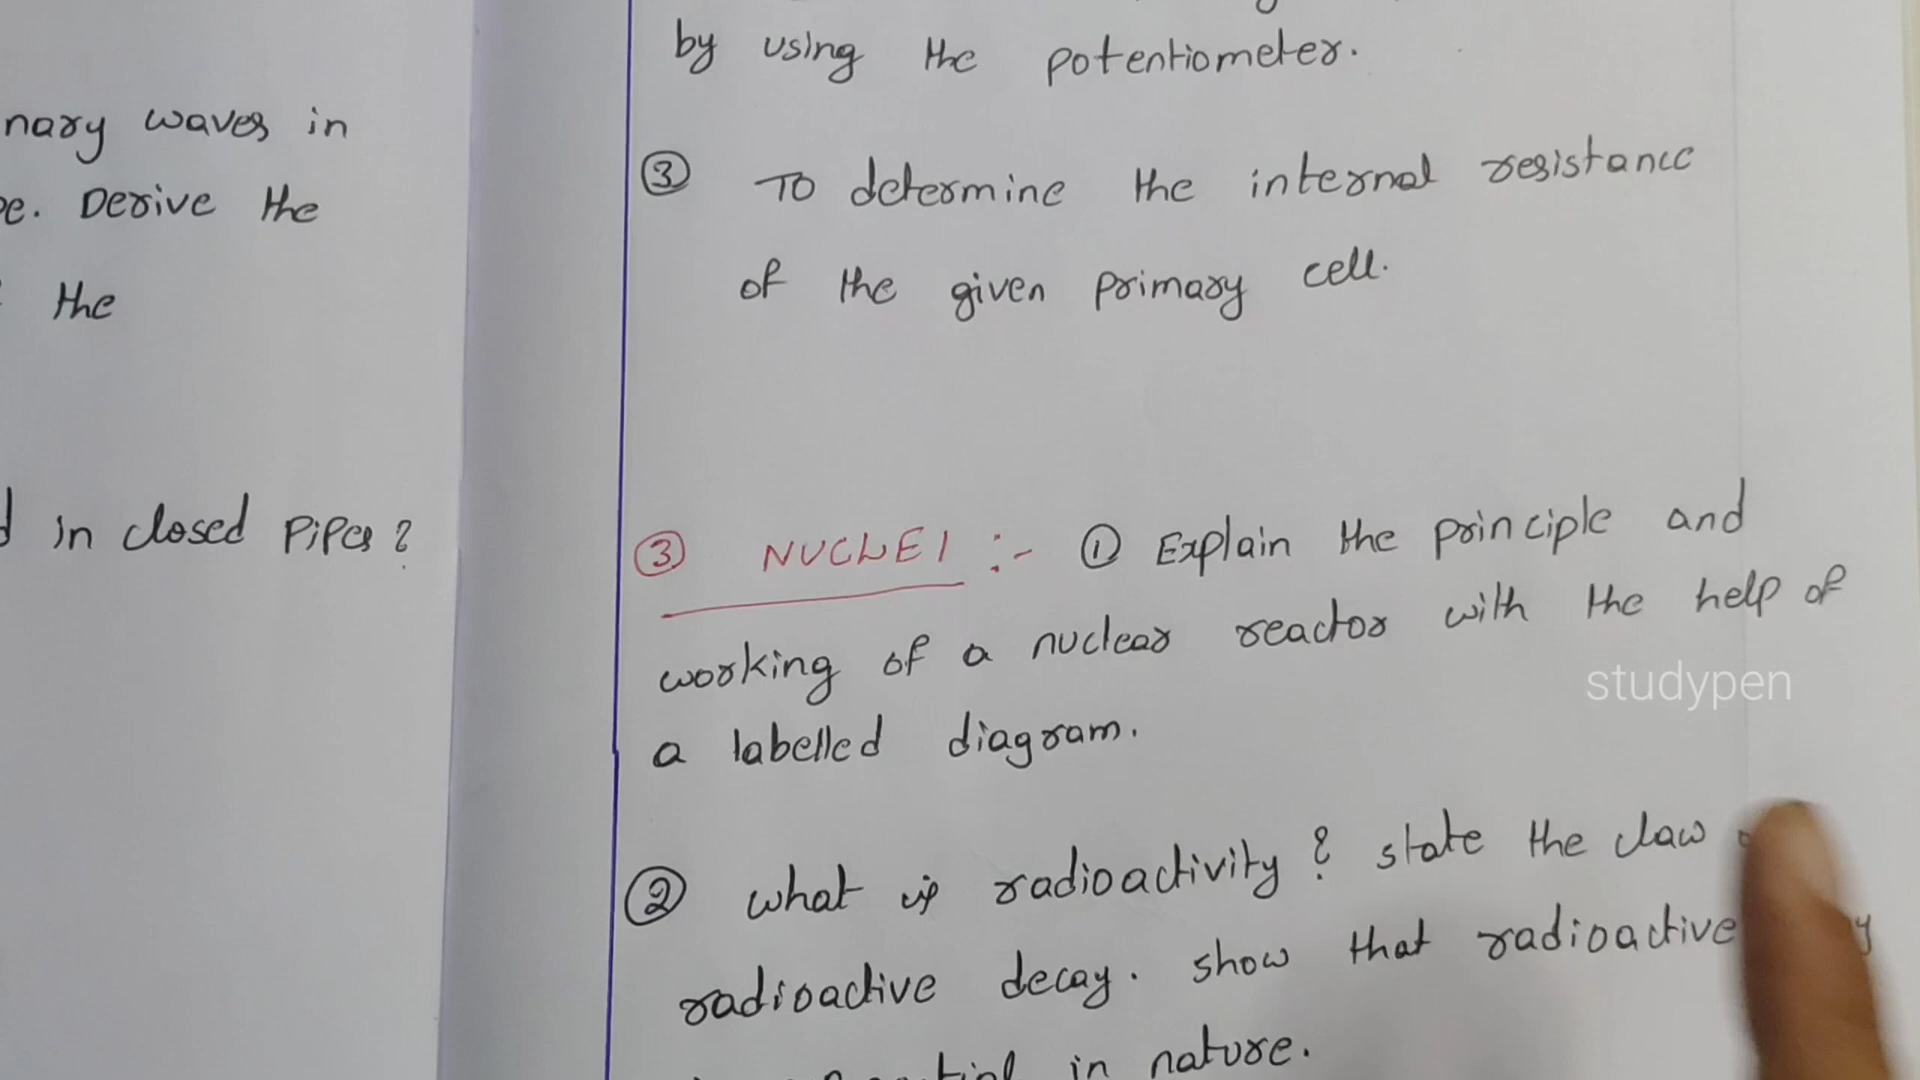 nary waves in
Derive the
the
in closed pipes?
by using the potentiometer.
③ To determine the internal resistance
of the given primary cell.
③ NUCLEI :- ① Explain the principle and
working of a nuclear reactor with the help of
a labelled diagram.
studypen
② what is radioactivity? state the law
radioactive decay. show that radioactive
in nature.